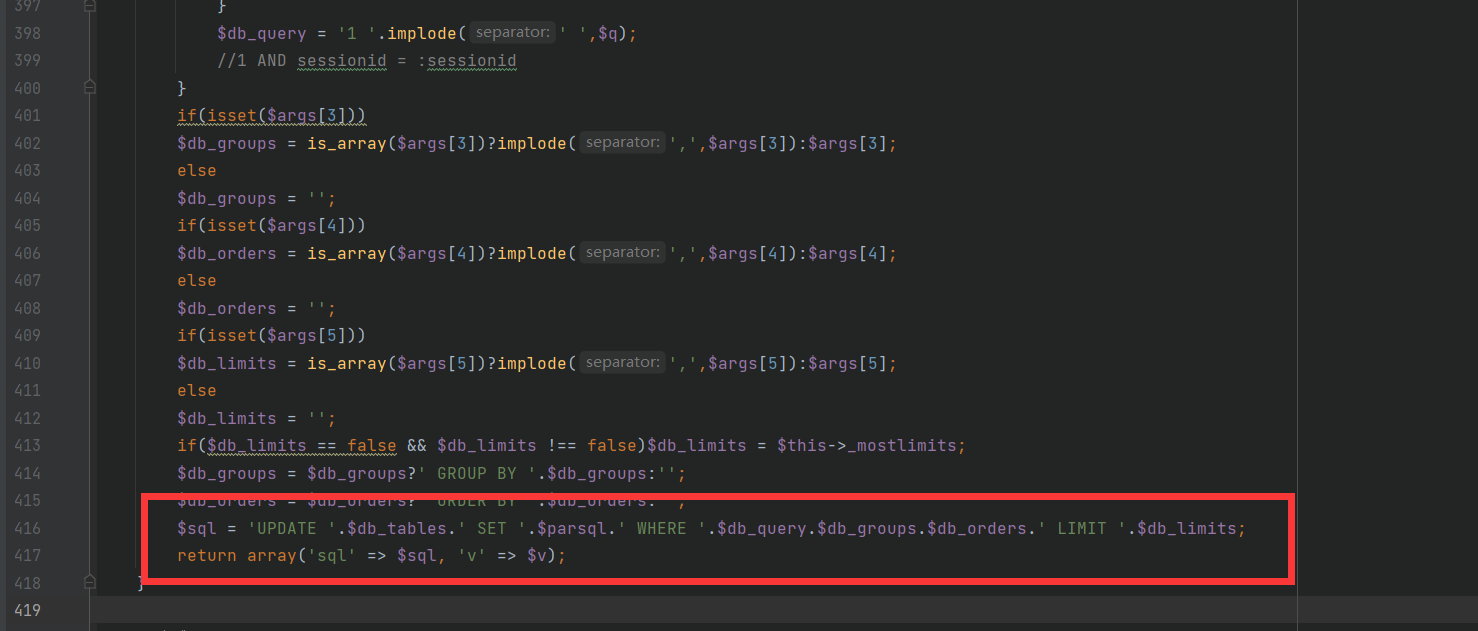 397 }
398 $db_query = '1 '.implode( separator: ' ',$q);
399 //1 AND sessionid = :sessionid
400 }
401 if(isset($args[3]))
402 $db_groups = is_array($args[3])?implode( separator: ',',$args[3]):$args[3];
403 else
404 $db_groups = '';
405 if(isset($args[4]))
406 $db_orders = is_array($args[4])?implode( separator: ',',$args[4]):$args[4];
407 else
408 $db_orders = '';
409 if(isset($args[5]))
410 $db_limits = is_array($args[5])?implode( separator: ',',$args[5]):$args[5];
411 else
412 $db_limits = '';
413 if($db_limits == false && $db_limits !== false)$db_limits = $this->_mostlimits;
414 $db_groups = $db_groups?' GROUP BY '.$db_groups:'';
415 $db_orders = $db_orders?' ORDER BY '.$db_orders:'';
416 $sql = 'UPDATE '.$db_tables.' SET '.$parsql.' WHERE '.$db_query.$db_groups.$db_orders.' LIMIT '.$db_limits;
417 return array('sql' => $sql, 'v' => $v);
418 }
419